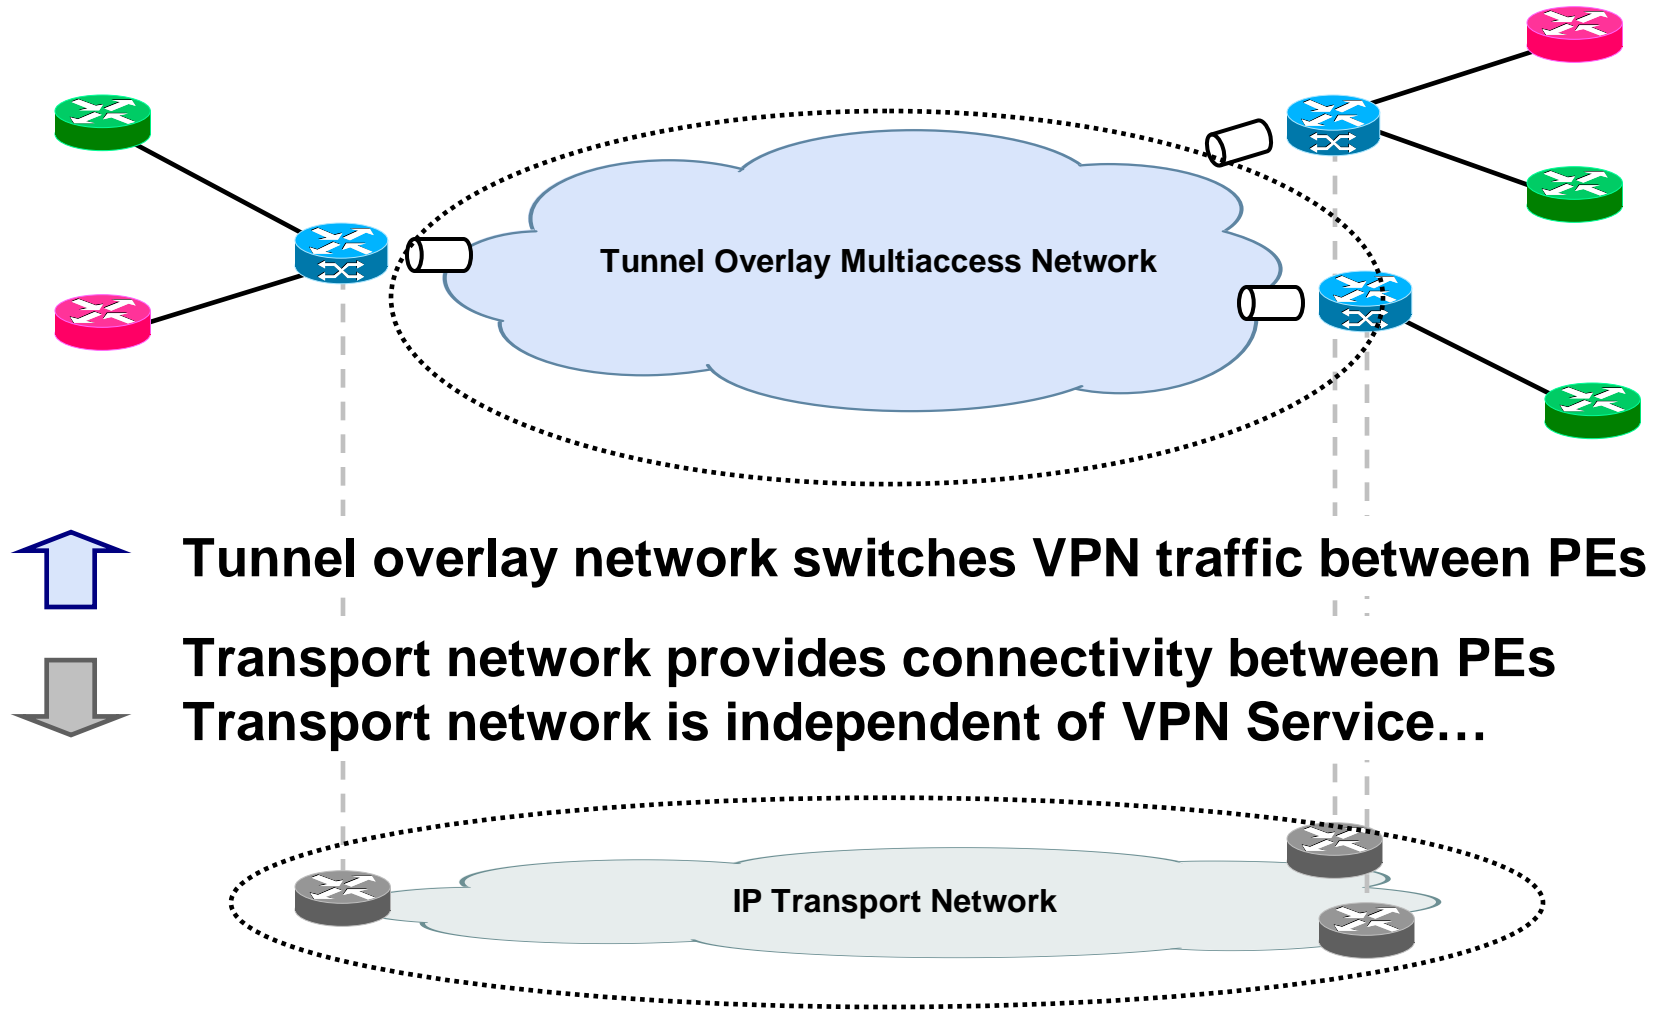 Tunnel Overlay Multiaccess Network
Tunnel overlay network switches VPN traffic between PEs
Transport network provides connectivity between PEs
Transport network is independent of VPN Service…
IP Transport Network